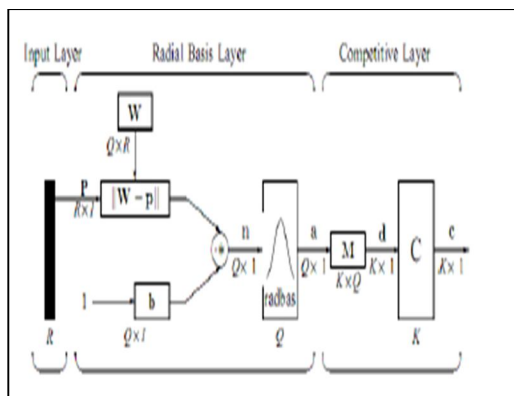 Input Layer Radial Basis Layer Competitive Layer
W
Q×R
P
R×1
||W-p||
n
Q×1
a
Q×1
M
K×Q
d
K×1
C
c
K×1
radbas
1
b
Q×1
R
Q
K